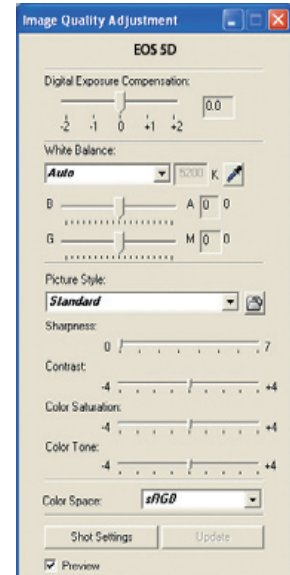 Image Quality Adjustment
EOS 5D
Digital Exposure Compensation:
0.0
-2 -1 0 +1 +2
White Balance:
Auto 5200 K
B A 0 0
G M 0 0
Picture Style:
Standard
Sharpness:
0 7
Contrast:
-4 +4
Color Saturation:
-4 +4
Color Tone:
-4 +4
Color Space: sRGB
Shot Settings Update
Preview